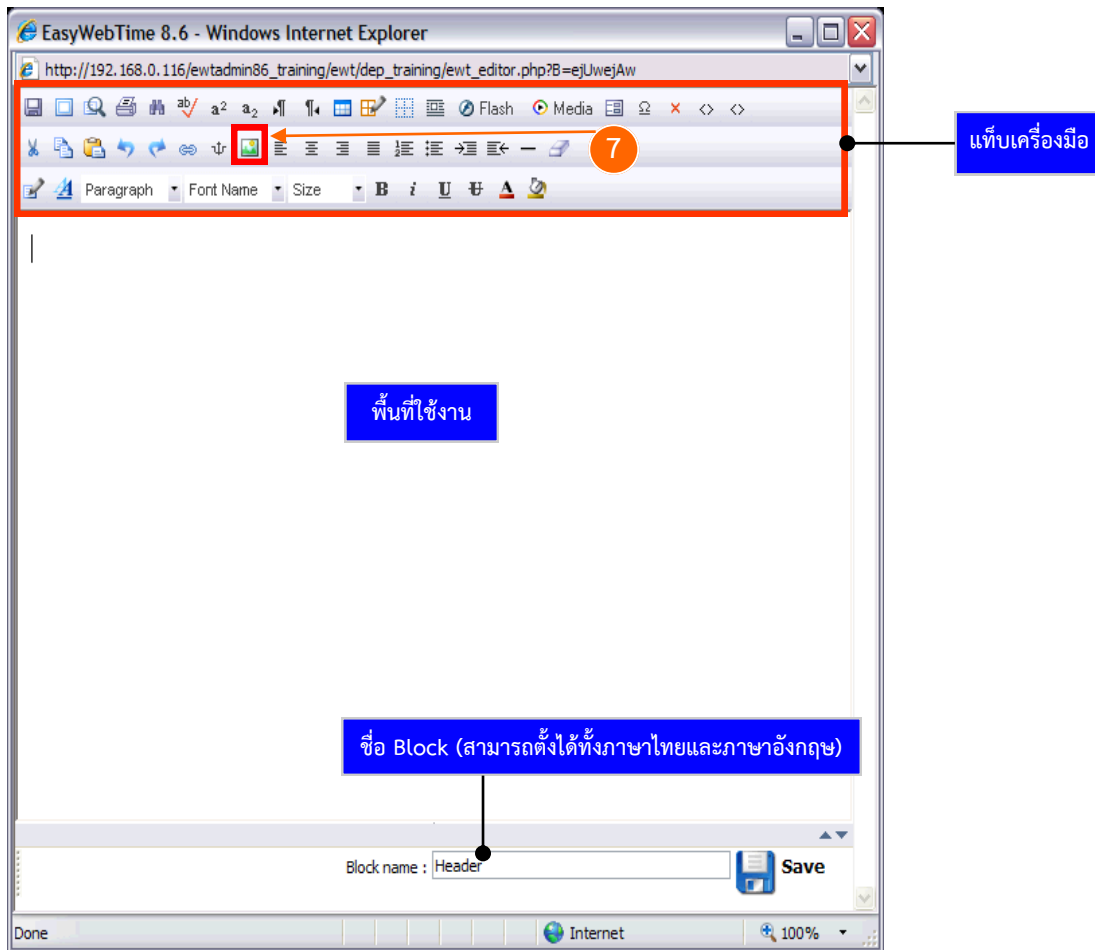 EasyWebTime 8.6 - Windows Internet Explorer
http://192.168.0.116/ewtadmin86_training/ewt/dep_training/ewt_editor.php?B=ejUwejAw
Flash Media
7
แท็บเครื่องมือ
Paragraph Font Name Size B i U
พื้นที่ใช้งาน
ชื่อ Block (สามารถตั้งได้ทั้งภาษาไทยและภาษาอังกฤษ)
Block name : Header Save
Done Internet 100%